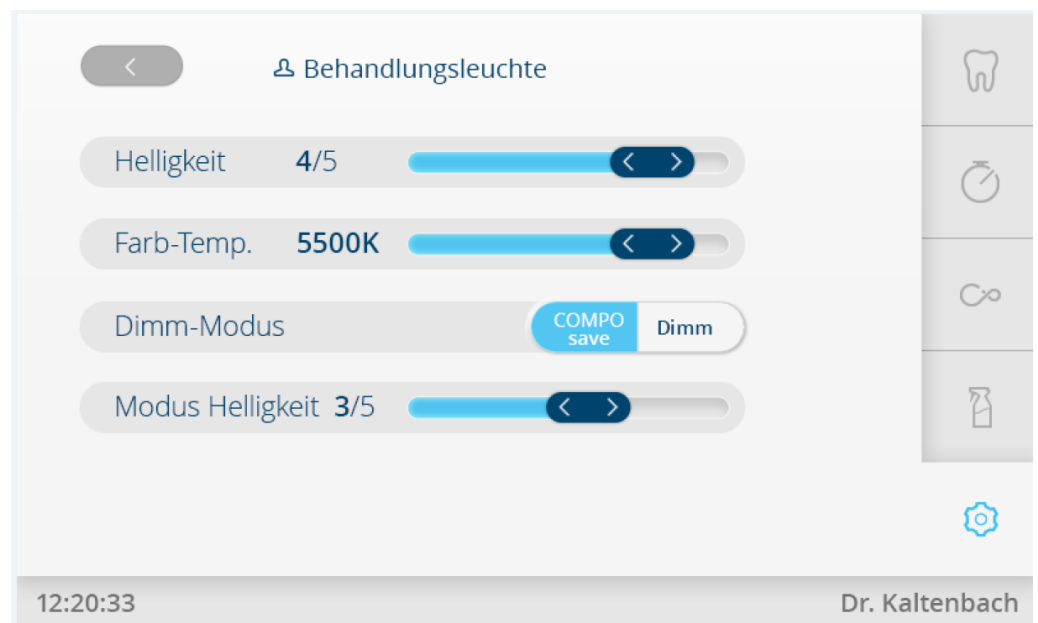 Behandlungsleuchte
Helligkeit 4/5
Farb-Temp. 5500K
Dimm-Modus
COMPO
save
Dimm
Modus Helligkeit 3/5
12:20:33
Dr. Kaltenbach